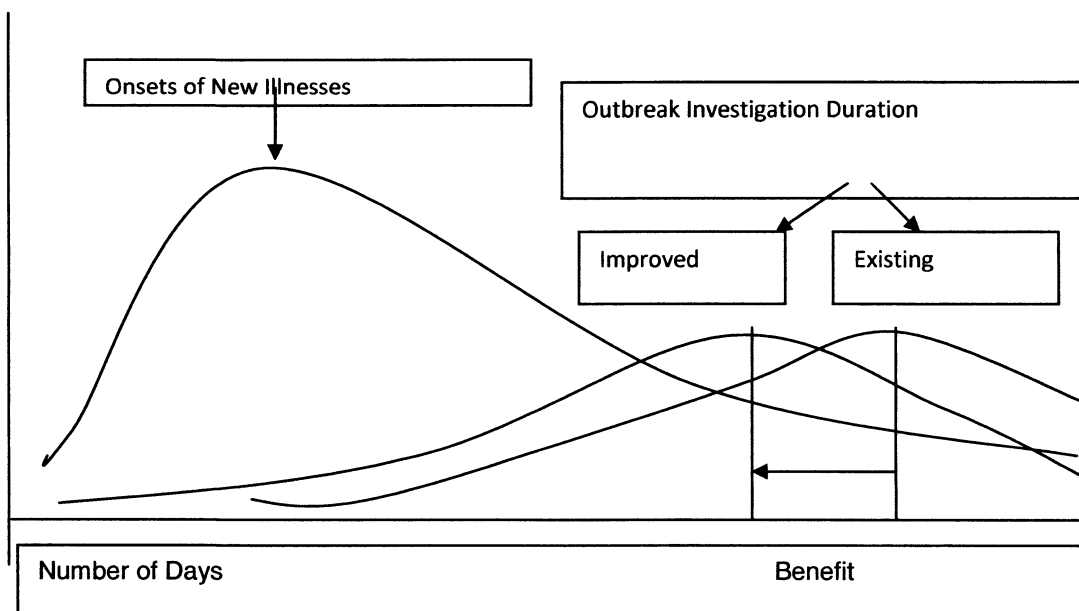 Onsets of New Illnesses
Outbreak Investigation Duration
Improved
Existing
Number of Days
Benefit